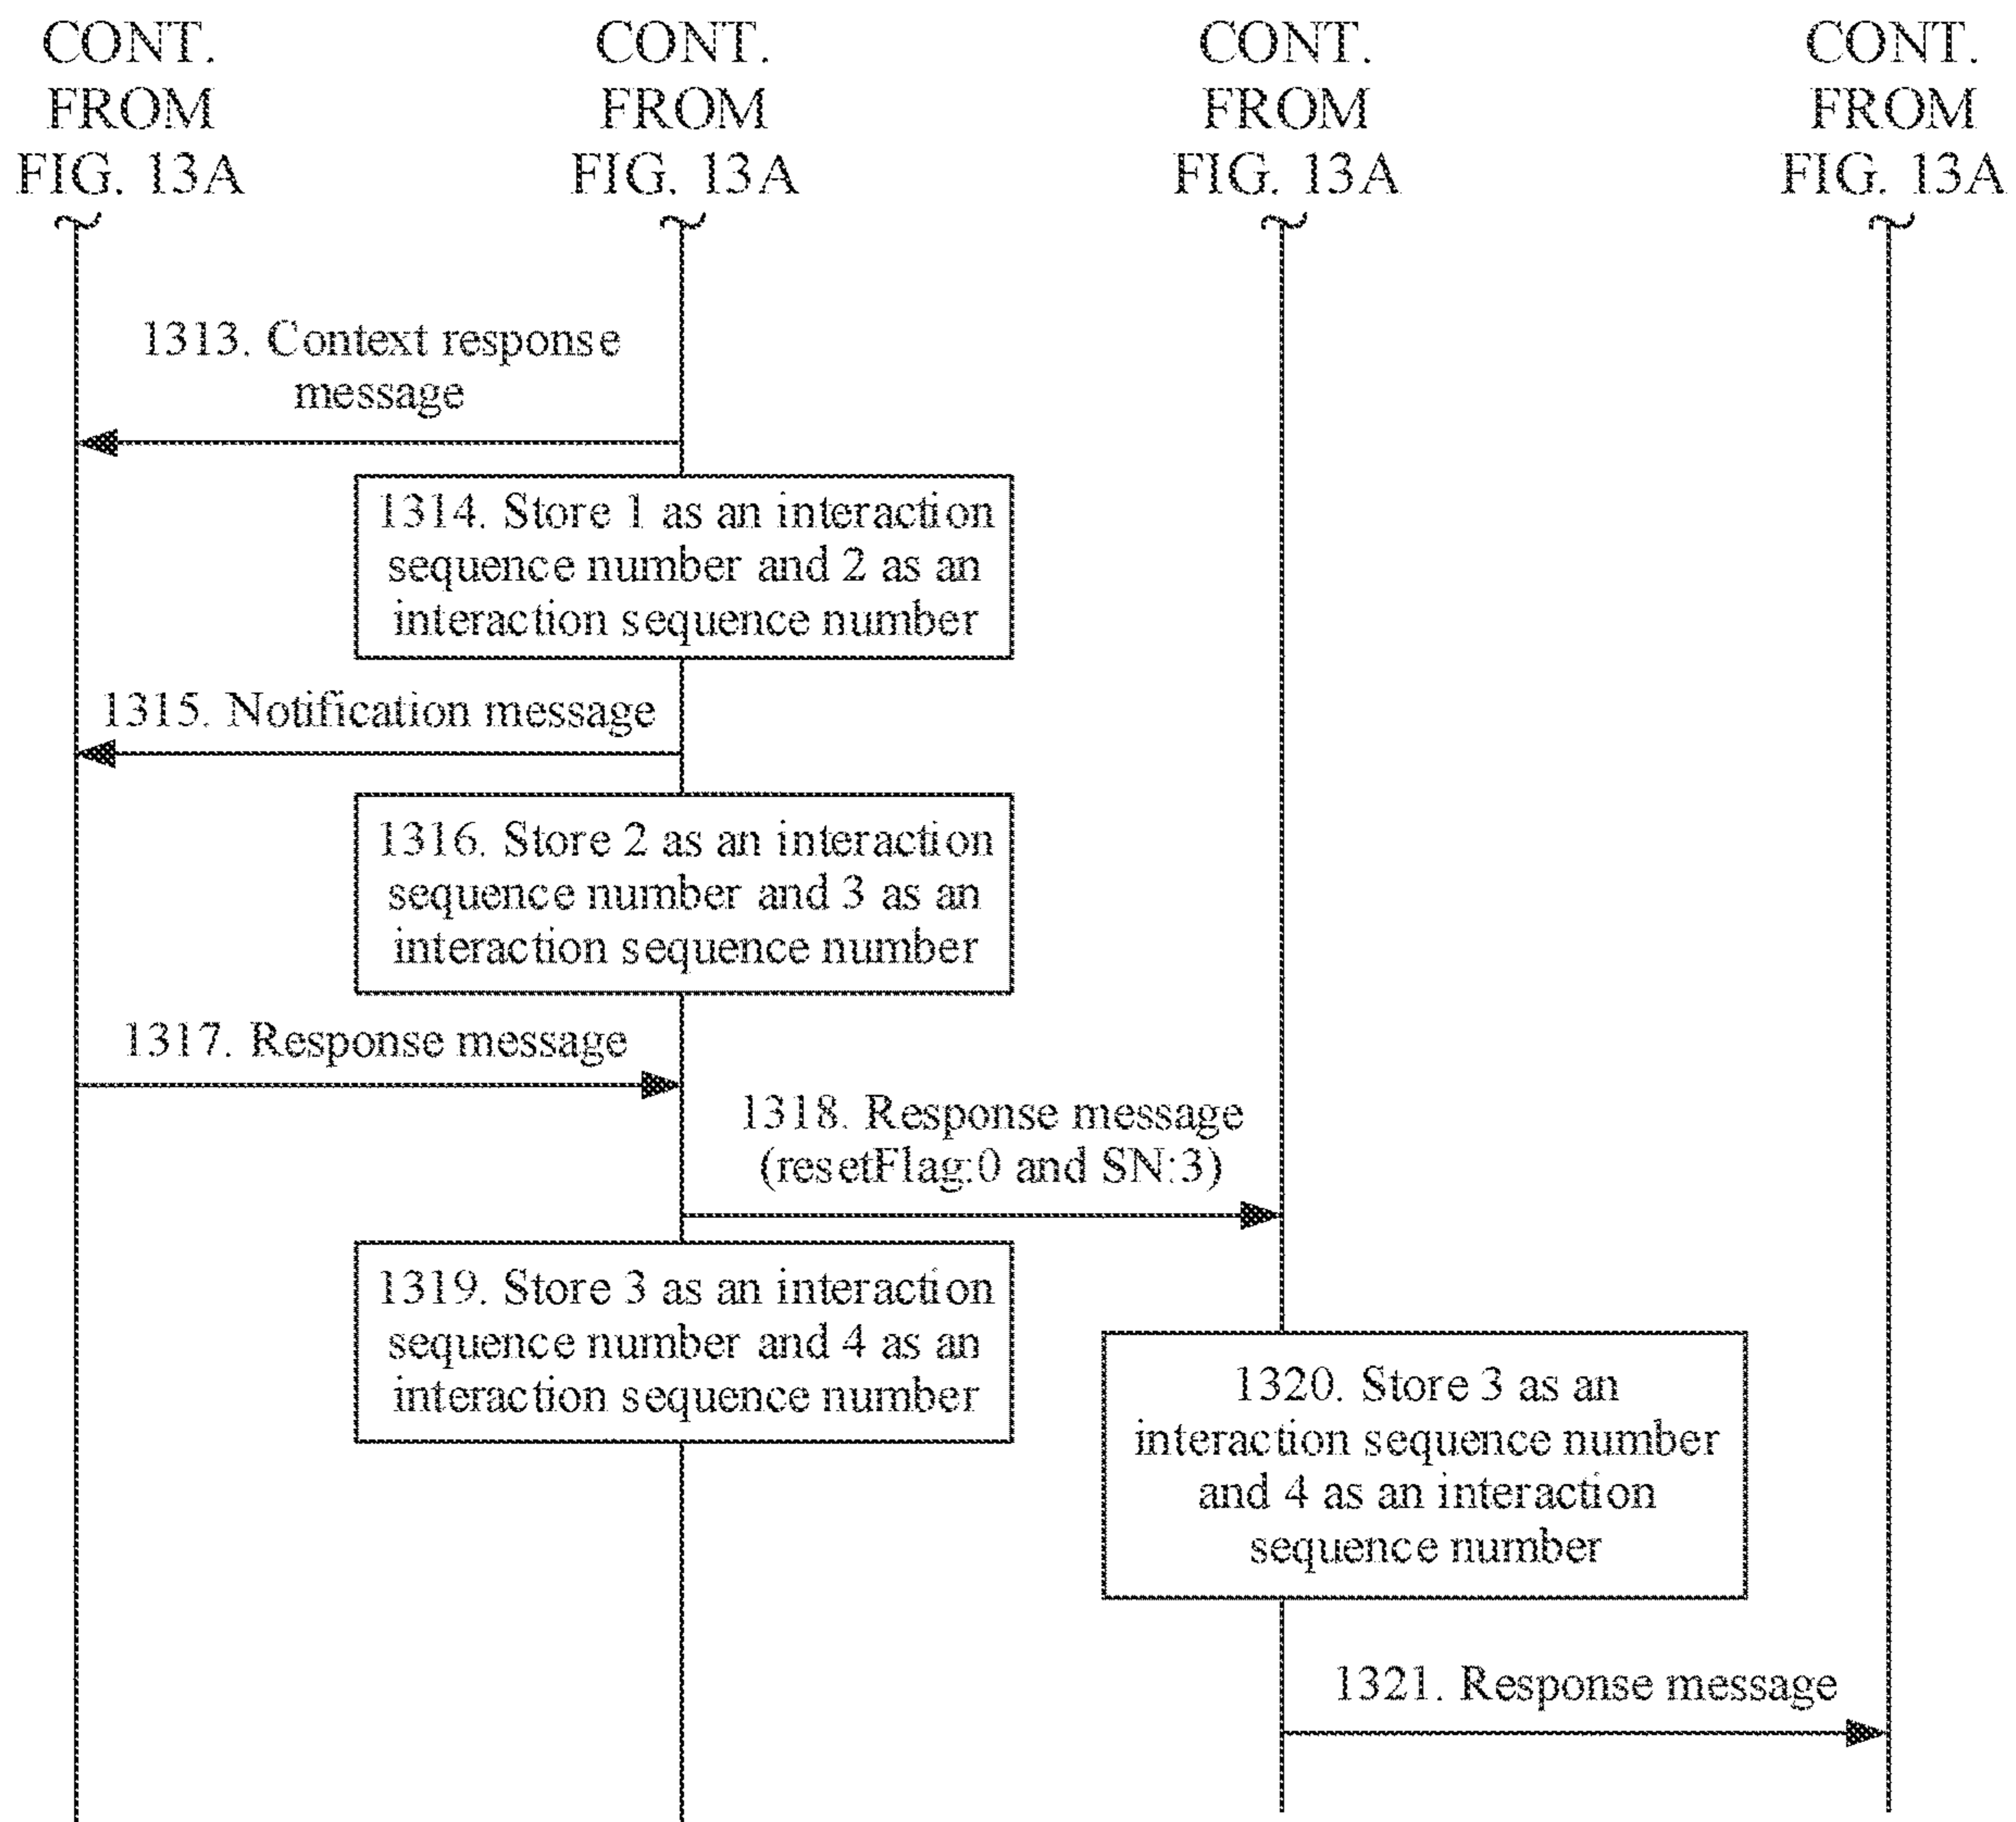 CONT.
FROM
FIG. 13A
CONT.
FROM
FIG. 13A
CONT.
FROM
FIG. 13A
CONT.
FROM
FIG. 13A
1313. Context response
message
1314. Store 1 as an interaction
sequence number and 2 as an
interaction sequence number
1315. Notification message
1316. Store 2 as an interaction
sequence number and 3 as an
interaction sequence number
1317. Response message
1318. Response message
(resetFlag:0 and SN:3)
1319. Store 3 as an interaction
sequence number and 4 as an
interaction sequence number
1320. Store 3 as an
interaction sequence number
and 4 as an interaction
sequence number
1321. Response message